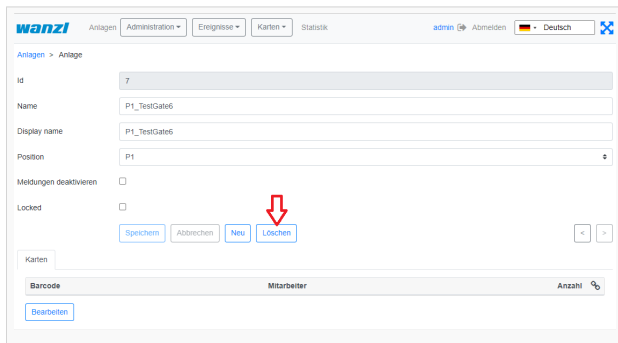 wanzl Anlagen Administration Ereignisse Karten Statistik admin Abmelden Deutsch
Anlagen > Anlage
Id 7
Name P1_TestGate6
Display name P1_TestGate6
Position P1
Meldungen deaktivieren
Locked
Speichern Abbrechen Neu Löschen < >
Karten
Barcode Mitarbeiter Anzahl
Bearbeiten